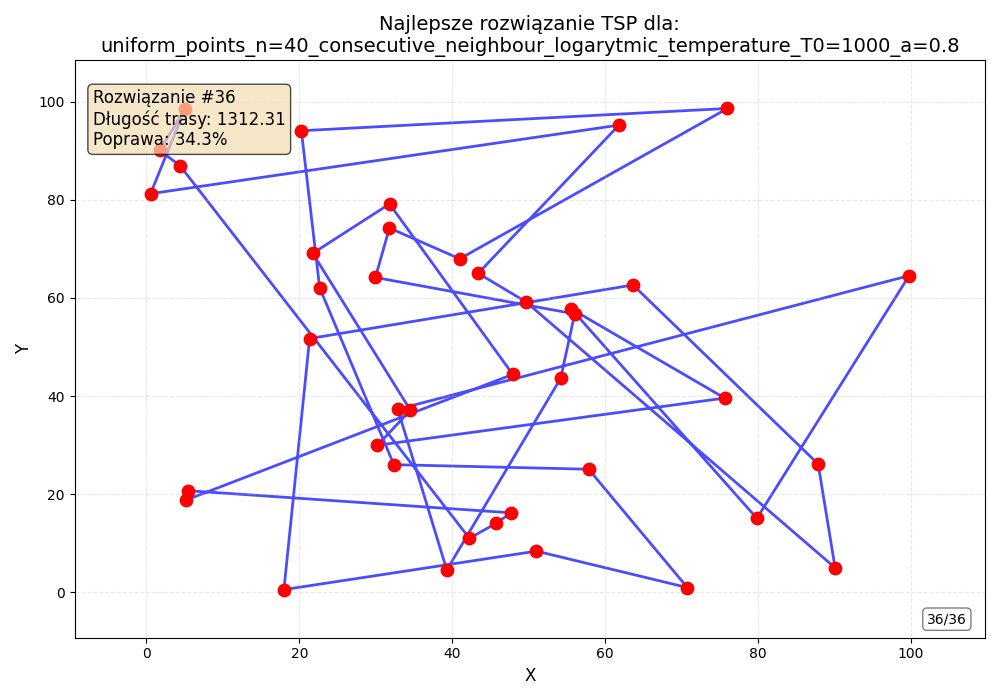 Najlepsze rozwiązanie TSP dla:
uniform_points_n=40_consecutive_neighbour_logarytmic_temperature_T0=1000_a=0.8
Rozwiązanie #36
Długość trasy: 1312.31
Poprawa: 34.3%
100
80
60
40
20
0
Y
0 20 40 60 80 100
X
36/36